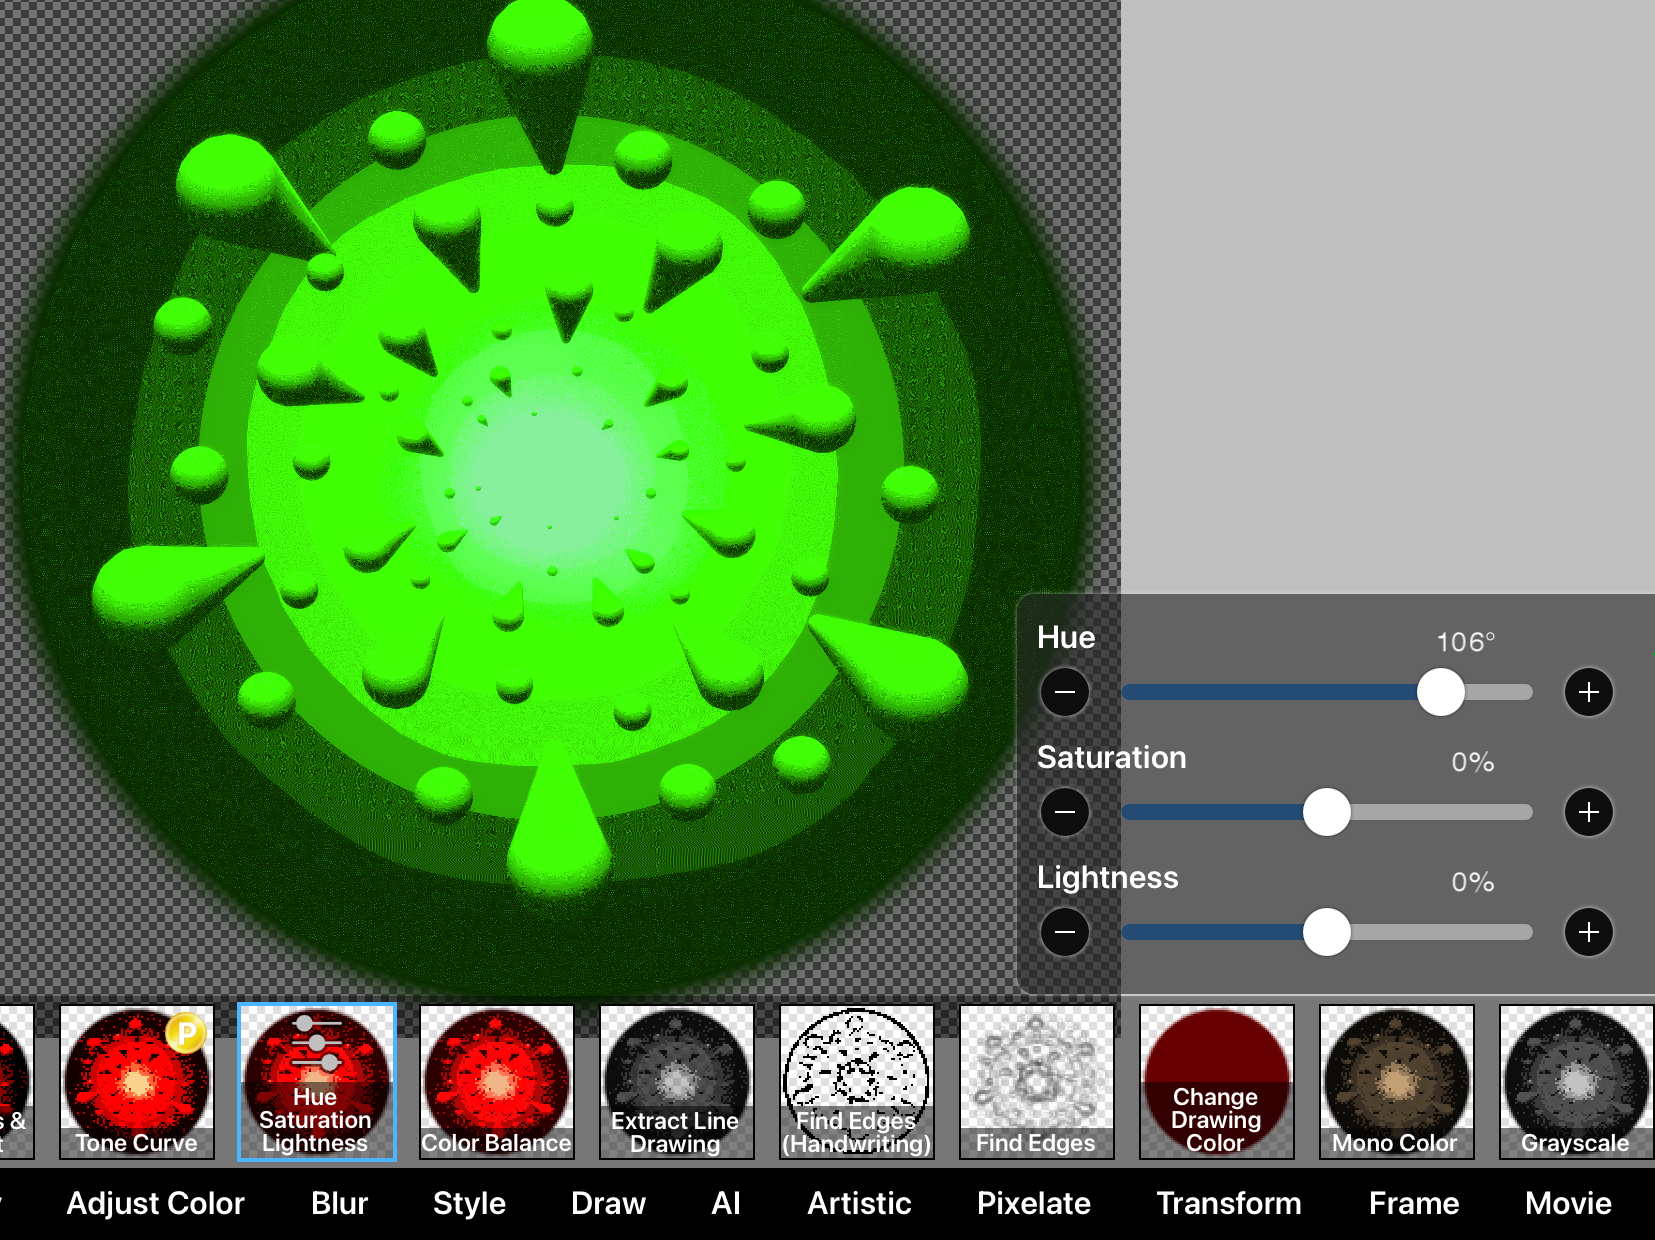 Hue
106°
Saturation
0%
Lightness
0%
s &
t
P
Tone Curve
Hue
Saturation
Lightness
Color Balance
Extract Line
Drawing
Find Edges
(Handwriting)
Find Edges
Change
Drawing
Color
Mono Color
Grayscale
Adjust Color
Blur
Style
Draw
AI
Artistic
Pixelate
Transform
Frame
Movie